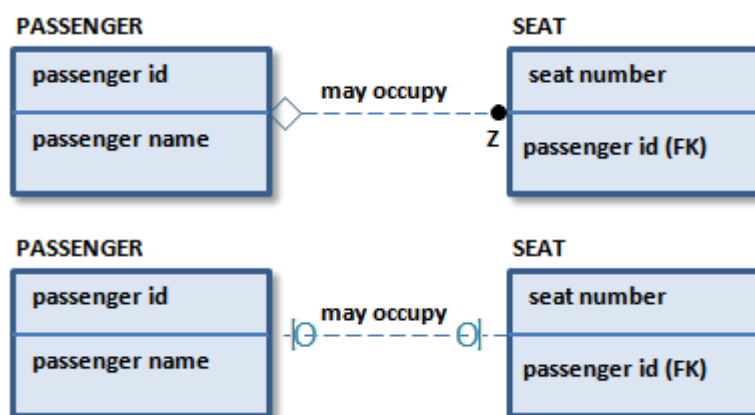 PASSENGER
SEAT
passenger id
seat number
may occupy
passenger name
Z
passenger id (FK)
PASSENGER
SEAT
passenger id
seat number
may occupy
passenger name
passenger id (FK)